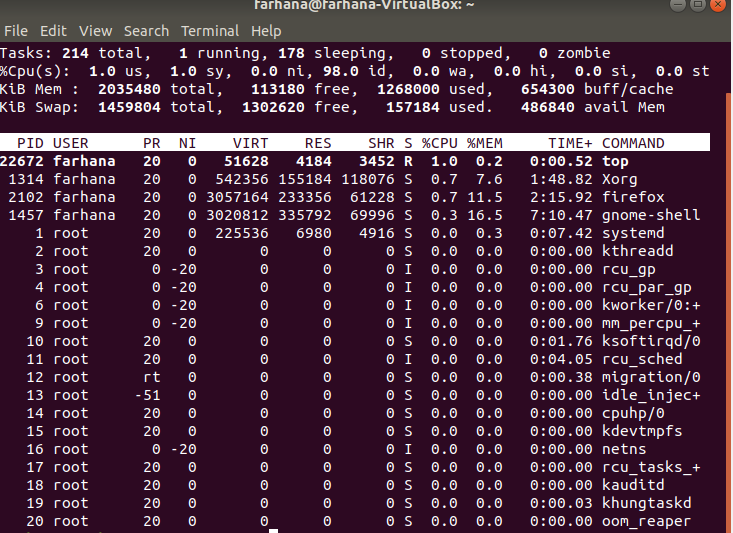 farhana@farhana-VirtualBox: ~
File Edit View Search Terminal Help
Tasks: 214 total, 1 running, 178 sleeping, 0 stopped, 0 zombie
%Cpu(s): 1.0 us, 1.0 sy, 0.0 ni, 98.0 id, 0.0 wa, 0.0 hi, 0.0 si, 0.0 st
KiB Mem : 2035480 total, 113180 free, 1268000 used, 654300 buff/cache
KiB Swap: 1459804 total, 1302620 free, 157184 used. 486840 avail Mem
PID USER PR NI VIRT RES SHR S %CPU %MEM TIME+ COMMAND
22672 farhana 20 0 51628 4184 3452 R 1.0 0.2 0:00.52 top
1314 farhana 20 0 542356 155184 118076 S 0.7 7.6 1:48.82 Xorg
2102 farhana 20 0 3057164 233356 61228 S 0.7 11.5 2:15.92 firefox
1457 farhana 20 0 3020812 335792 69996 S 0.3 16.5 7:10.47 gnome-shell
1 root 20 0 225536 6980 4916 S 0.0 0.3 0:07.42 systemd
2 root 20 0 0 0 0 S 0.0 0.0 0:00.00 kthreadd
3 root 0 -20 0 0 0 I 0.0 0.0 0:00.00 rcu_gp
4 root 0 -20 0 0 0 I 0.0 0.0 0:00.00 rcu_par_gp
6 root 0 -20 0 0 0 I 0.0 0.0 0:00.00 kworker/0:+
9 root 0 -20 0 0 0 I 0.0 0.0 0:00.00 mm_percpu_+
10 root 20 0 0 0 0 S 0.0 0.0 0:01.76 ksoftirqd/0
11 root 20 0 0 0 0 I 0.0 0.0 0:04.05 rcu_sched
12 root rt 0 0 0 0 S 0.0 0.0 0:00.38 migration/0
13 root -51 0 0 0 0 S 0.0 0.0 0:00.00 idle_injec+
14 root 20 0 0 0 0 S 0.0 0.0 0:00.00 cpuhp/0
15 root 20 0 0 0 0 S 0.0 0.0 0:00.00 kdevtmpfs
16 root 0 -20 0 0 0 I 0.0 0.0 0:00.00 netns
17 root 20 0 0 0 0 S 0.0 0.0 0:00.00 rcu_tasks_+
18 root 20 0 0 0 0 S 0.0 0.0 0:00.00 kauditd
19 root 20 0 0 0 0 S 0.0 0.0 0:00.03 khungtaskd
20 root 20 0 0 0 0 S 0.0 0.0 0:00.00 oom_reaper